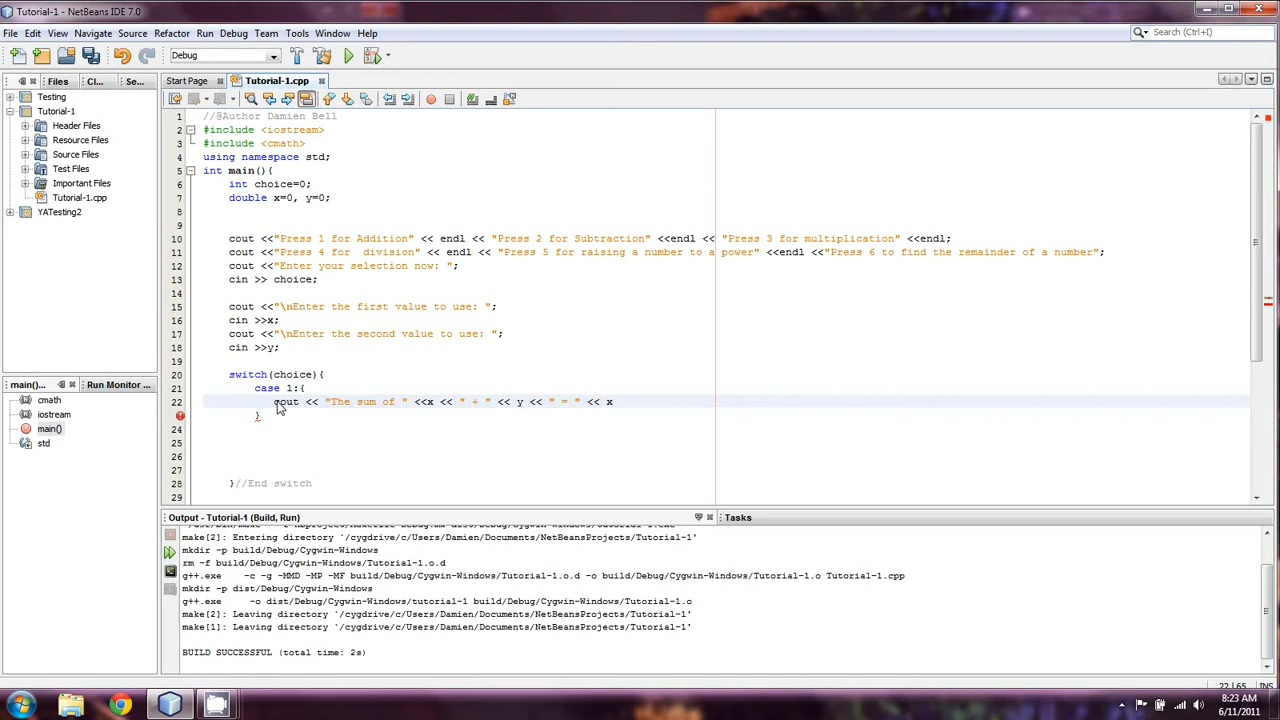 Tutorial-1 - NetBeans IDE 7.0
File Edit View Navigate Source Refactor Run Debug Team Tools Window Help
Search (Ctrl+I)
Debug
Files Cl... Se...
Start Page Tutorial-1.cpp
Testing
Tutorial-1
Header Files
Resource Files
Source Files
Test Files
Important Files
Tutorial-1.cpp
YATesting2
main()... Run Monitor
cmath
iostream
main()
std
1 //@Author Damien Bell
2 #include <iostream>
3 #include <cmath>
4 using namespace std;
5 int main(){
6 int choice=0;
7 double x=0, y=0;
8
9
10 cout <<"Press 1 for Addition" << endl << "Press 2 for Subtraction" <<endl << "Press 3 for multiplication" <<endl;
11 cout <<"Press 4 for  division" << endl << "Press 5 for raising a number to a power" <<endl <<"Press 6 to find the remainder of a number";
12 cout <<"Enter your selection now: ";
13 cin >> choice;
14
15 cout <<"\nEnter the first value to use: ";
16 cin >>x;
17 cout <<"\nEnter the second value to use: ";
18 cin >>y;
19
20 switch(choice){
21 case 1:{
22 cout << "The sum of " <<x << " + " << y << " = " << x
}
24
25
26
27
28 }//End switch
29
Output - Tutorial-1 (Build, Run) Tasks
make[2]: Entering directory `/cygdrive/c/Users/Damien/Documents/NetBeansProjects/Tutorial-1'
mkdir -p build/Debug/Cygwin-Windows
rm -f build/Debug/Cygwin-Windows/Tutorial-1.o.d
g++.exe    -c -g -MMD -MP -MF build/Debug/Cygwin-Windows/Tutorial-1.o.d -o build/Debug/Cygwin-Windows/Tutorial-1.o Tutorial-1.cpp
mkdir -p dist/Debug/Cygwin-Windows
g++.exe     -o dist/Debug/Cygwin-Windows/tutorial-1 build/Debug/Cygwin-Windows/Tutorial-1.o
make[2]: Leaving directory `/cygdrive/c/Users/Damien/Documents/NetBeansProjects/Tutorial-1'
make[1]: Leaving directory `/cygdrive/c/Users/Damien/Documents/NetBeansProjects/Tutorial-1'
BUILD SUCCESSFUL (total time: 2s)
22 | 65 INS
8:23 AM
6/11/2011